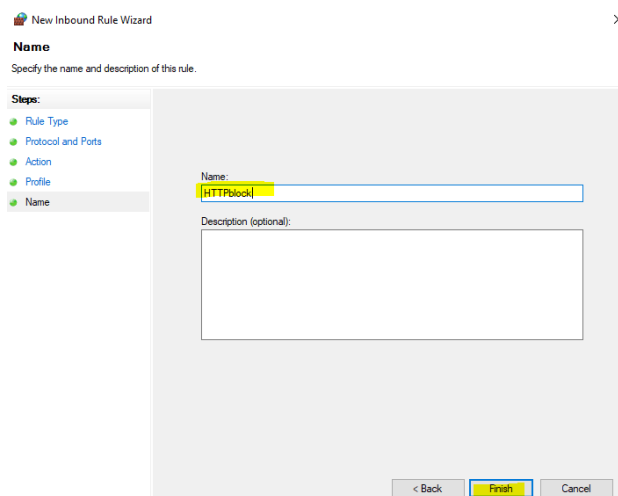 New Inbound Rule Wizard
Name
Specify the name and description of this rule.
Steps:
Rule Type
Protocol and Ports
Action
Profile
Name
Name:
HTTPblock
Description (optional):
< Back
Finish
Cancel